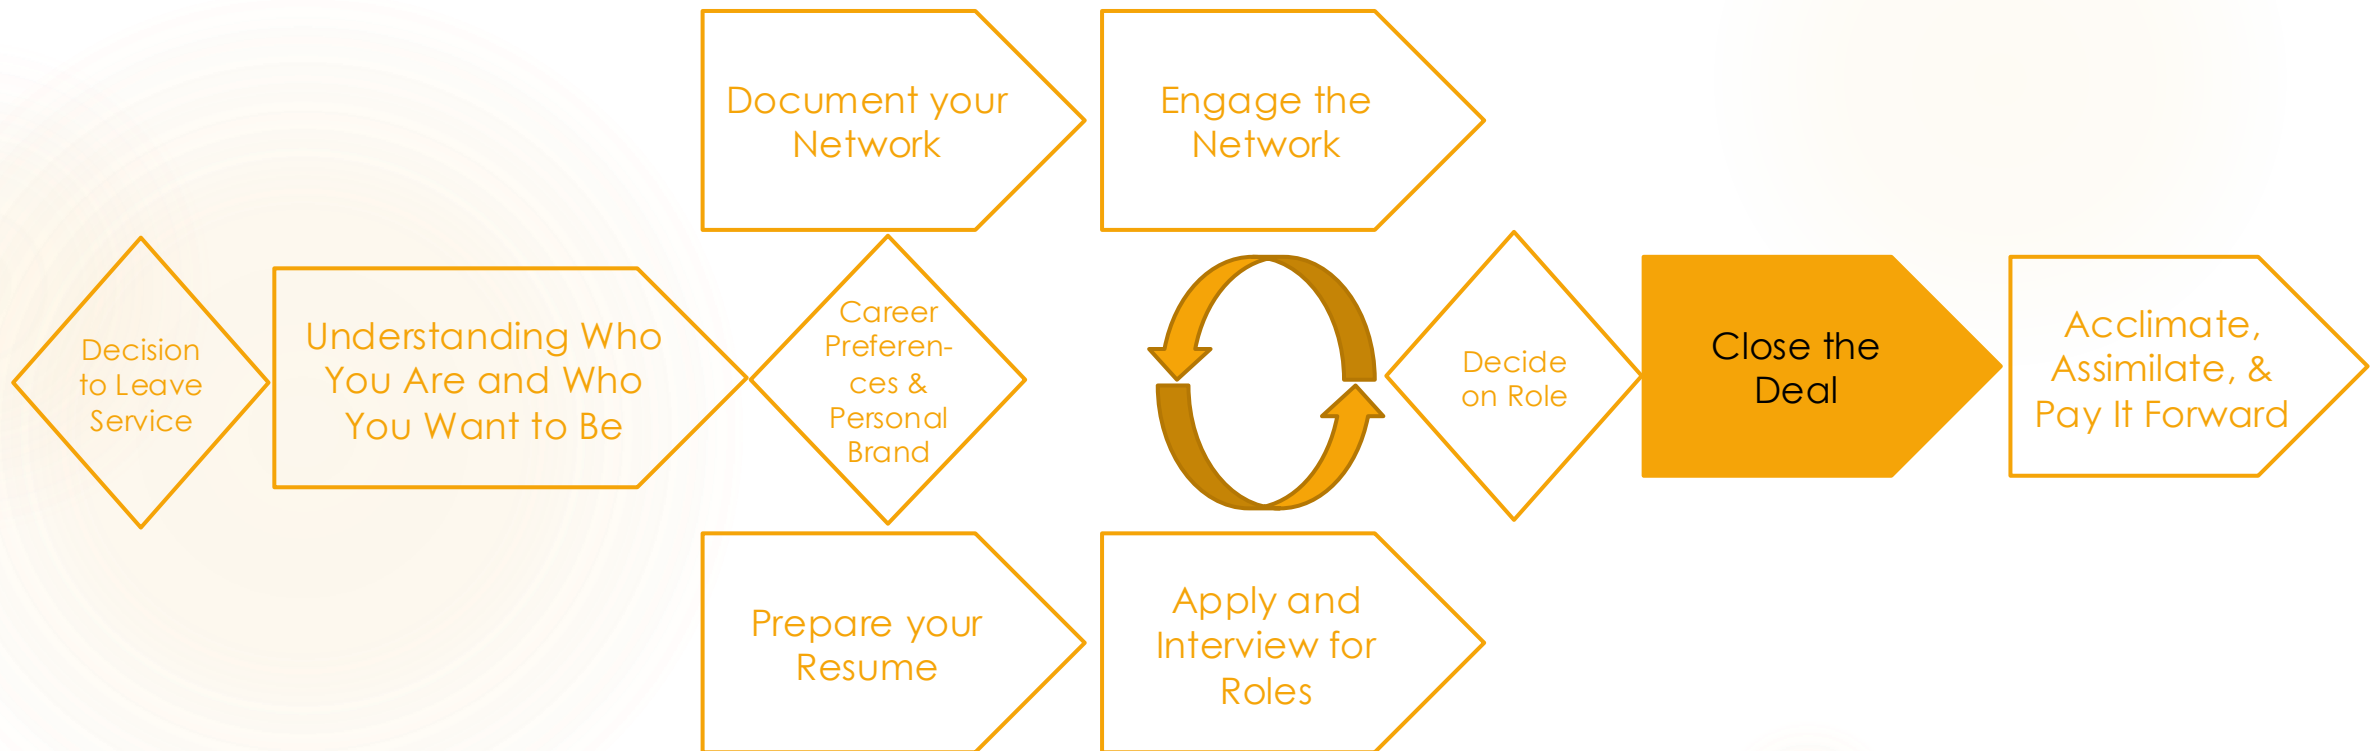 Document your
Network
Engage the
Network
Decision
to Leave
Service
Understanding Who
You Are and Who
You Want to Be
Career
Preferen-
ces &
Personal
Brand
Decide
on Role
Close the
Deal
Acclimate,
Assimilate, &
Pay It Forward
Prepare your
Resume
Apply and
Interview for
Roles